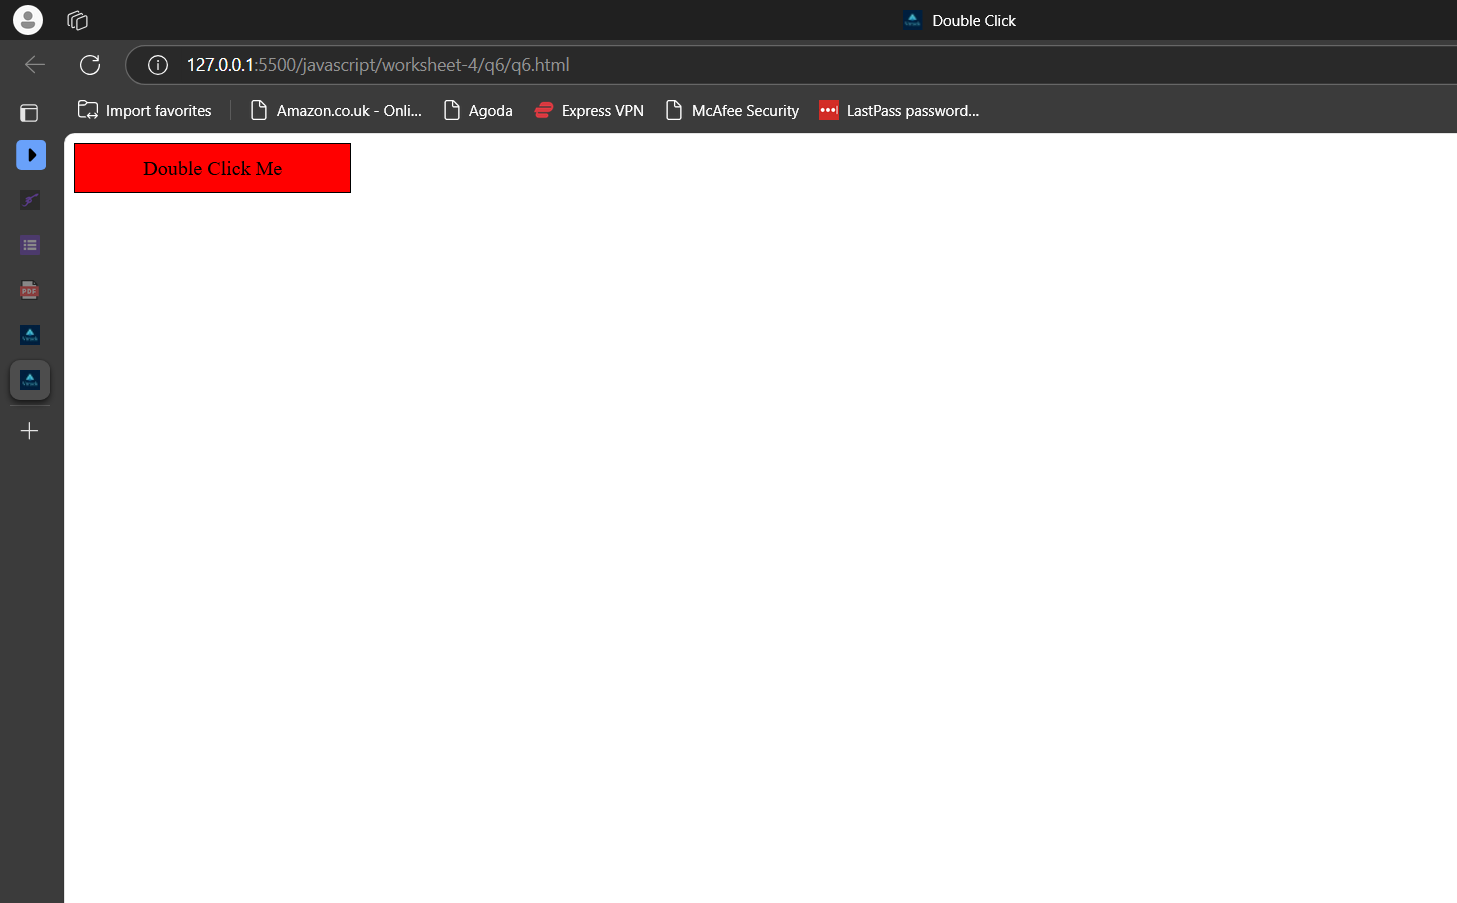 Double Click
127.0.0.1:5500/javascript/worksheet-4/q6/q6.html
Import favorites
Amazon.co.uk - Onli...
Agoda
Express VPN
McAfee Security
LastPass password...
Double Click Me
PDF